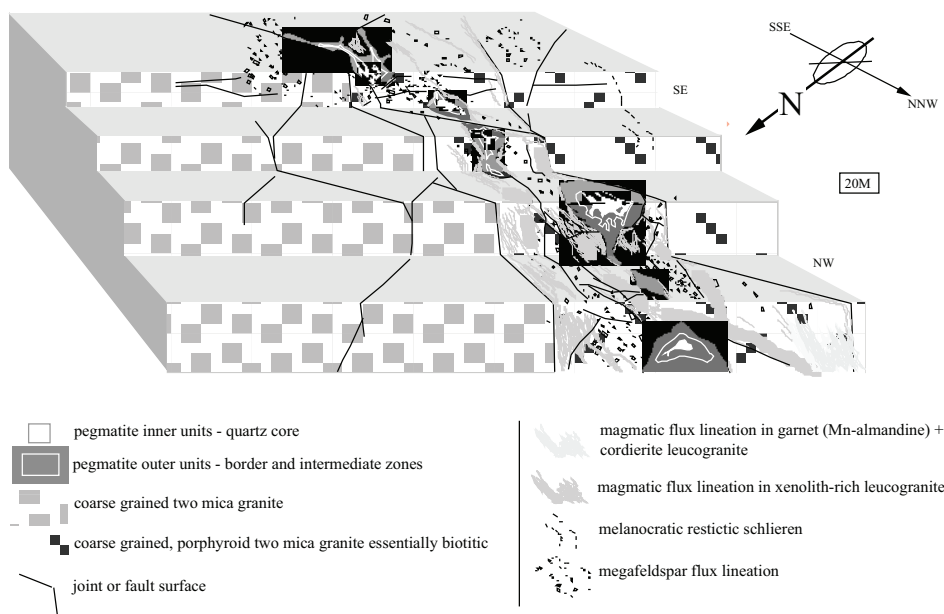 SSE
NNW
N
SE
20M
NW
pegmatite inner units - quartz core
pegmatite outer units - border and intermediate zones
coarse grained two mica granite
coarse grained, porphyroid two mica granite essentially biotitic
joint or fault surface
magmatic flux lineation in garnet (Mn-almandine) +
cordierite leucogranite
magmatic flux lineation in xenolith-rich leucogranite
melanocratic restictic schlieren
megafeldspar flux lineation